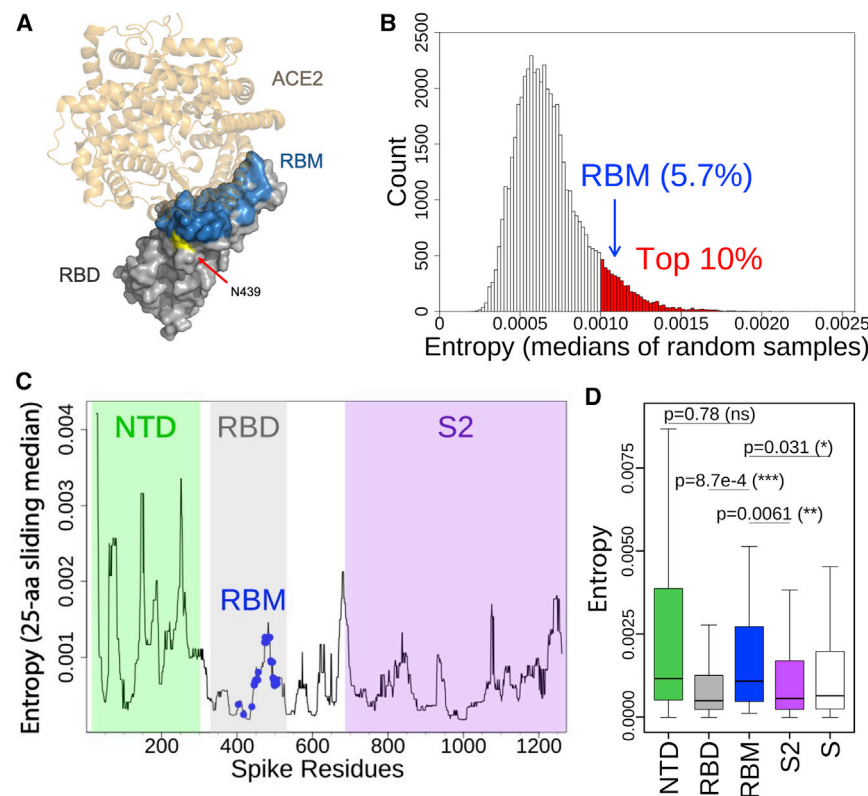 A
ACE2
RBM
RBD
N439
B
2500
2000
1500
1000
500
0
Count
RBM (5.7%)
Top 10%
0 0.0005 0.0010 0.0015 0.0020 0.0025
Entropy (medians of random samples)
C
NTD RBD S2
RBM
0.004
0.003
0.002
0.001
Entropy (25-aa sliding median)
200 400 600 800 1000 1200
Spike Residues
D
p=0.78 (ns)
p=0.031 (*)
p=8.7e-4 (***)
p=0.0061 (**)
0.0075
0.0050
0.0025
0.0000
Entropy
NTD
RBD
RBM
S2
S